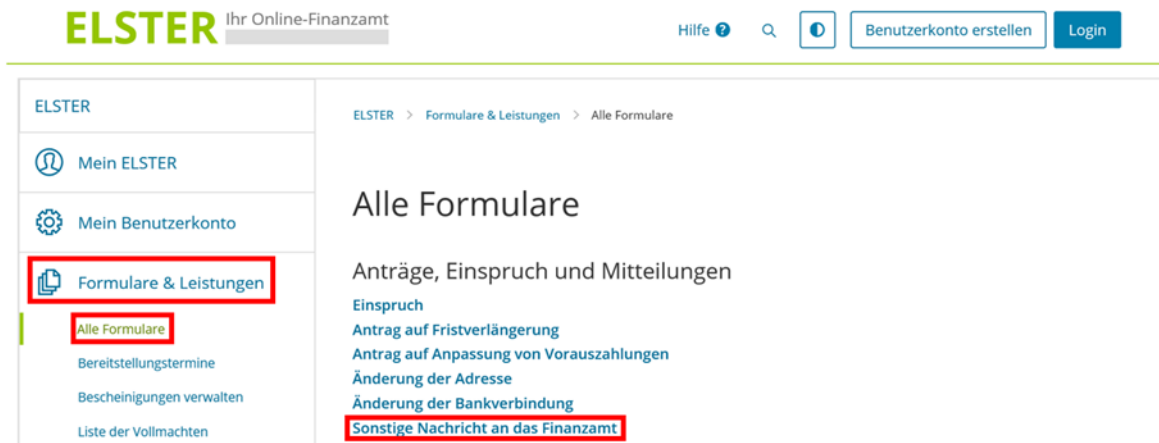 ELSTER Ihr Online-Finanzamt
Hilfe ?
Benutzerkonto erstellen
Login
ELSTER
Mein ELSTER
Mein Benutzerkonto
Formulare & Leistungen
Alle Formulare
Bereitstellungstermine
Bescheinigungen verwalten
Liste der Vollmachten
ELSTER > Formulare & Leistungen > Alle Formulare
Alle Formulare
Anträge, Einspruch und Mitteilungen
Einspruch
Antrag auf Fristverlängerung
Antrag auf Anpassung von Vorauszahlungen
Änderung der Adresse
Änderung der Bankverbindung
Sonstige Nachricht an das Finanzamt